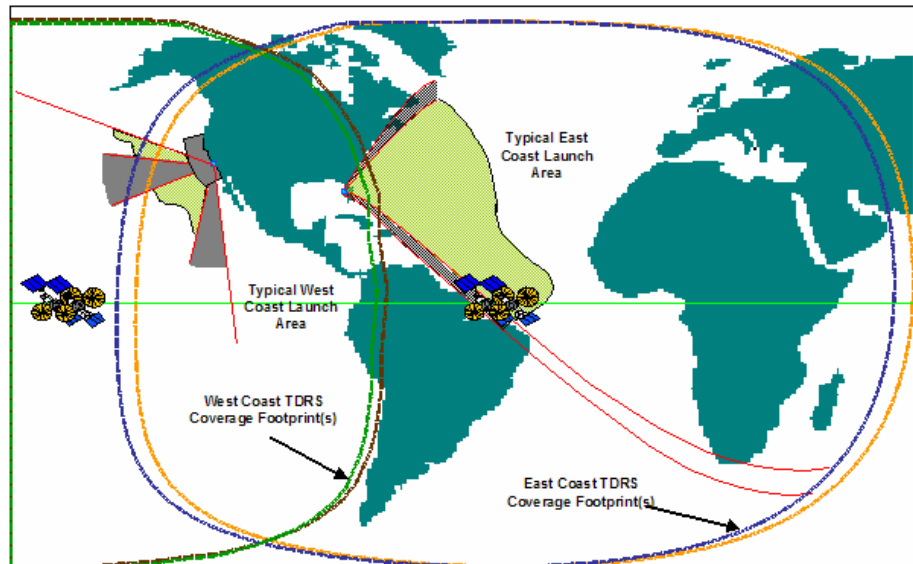 Typical East
Coast Launch
Area
Typical West
Coast Launch
Area
West Coast TDRS
Coverage Footprint(s)
East Coast TDRS
Coverage Footprint(s)